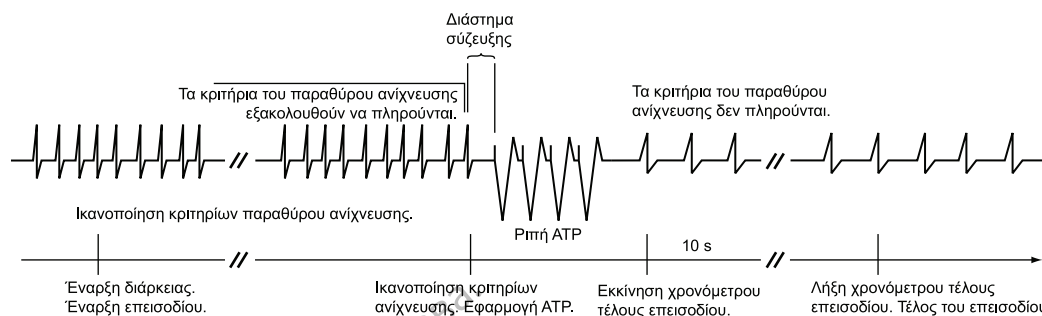 Διάστημα
σύζευξης
Τα κριτήρια του παραθύρου ανίχνευσης
εξακολουθούν να πληρούνται.
Τα κριτήρια του παραθύρου
ανίχνευσης δεν πληρούνται.
Ικανοποίηση κριτηρίων παραθύρου ανίχνευσης.
Ριπή ATP
10 s
Έναρξη διάρκειας.
Έναρξη επεισοδίου.
Ικανοποίηση κριτηρίων
ανίχνευσης. Εφαρμογή ATP.
Εκκίνηση χρονόμετρου
τέλους επεισοδίου.
Λήξη χρονόμετρου τέλους
επεισοδίου. Τέλος του επεισοδίου